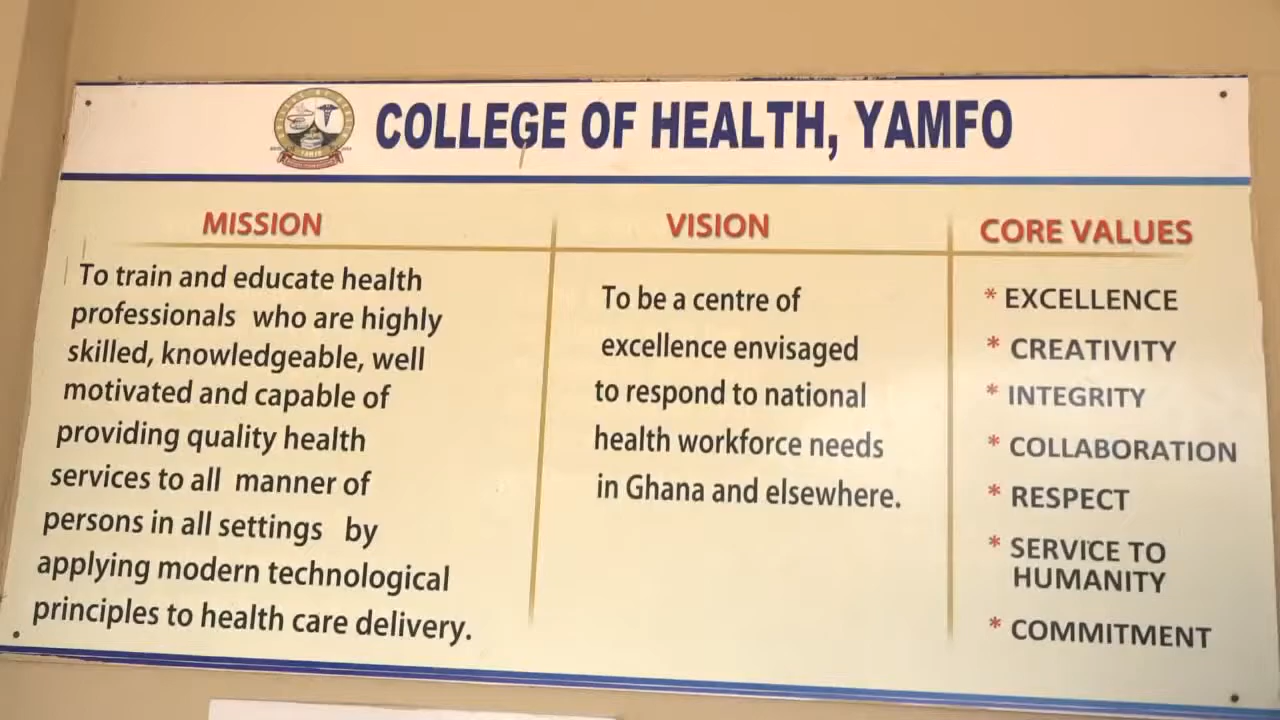 COLLEGE OF HEALTH, YAMFO
MISSION
To train and educate health
professionals who are highly
skilled, knowledgeable, well
motivated and capable of
providing quality health
services to all manner of
persons in all settings by
applying modern technological
principles to health care delivery.
VISION
To be a centre of
excellence envisaged
to respond to national
health workforce needs
in Ghana and elsewhere.
CORE VALUES
* EXCELLENCE
* CREATIVITY
* INTEGRITY
* COLLABORATION
* RESPECT
* SERVICE TO
HUMANITY
* COMMITMENT